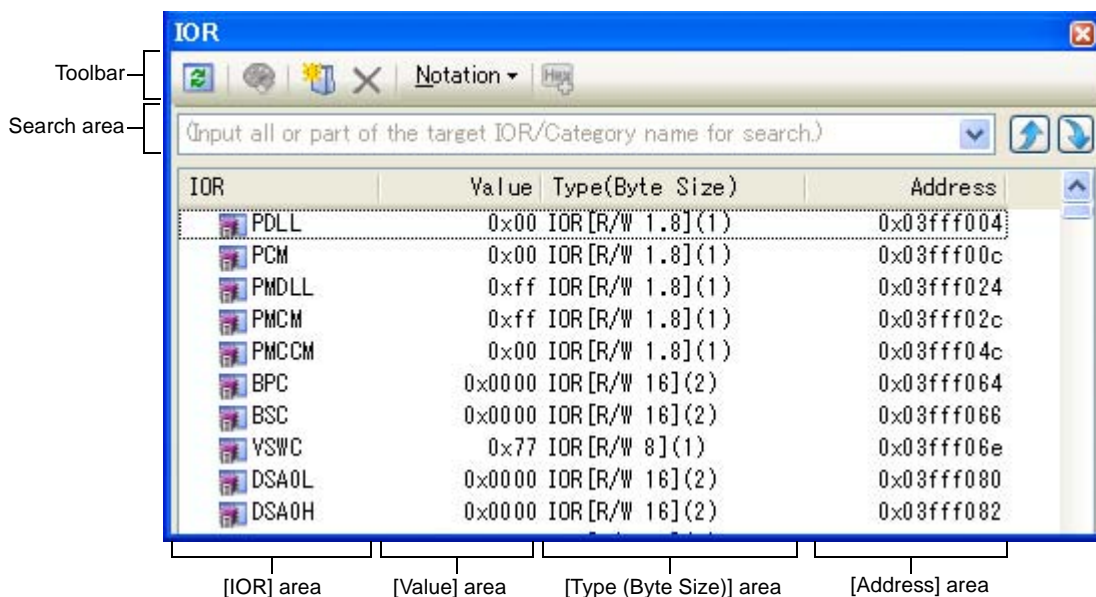 IOR
Toolbar
Notation
Hex
Search area
(Input all or part of the target IOR/Category name for search.)
IOR Value Type(Byte Size) Address
PDLL 0x00 IOR[R/W 1.8](1) 0x03fff004
PCM 0x00 IOR[R/W 1.8](1) 0x03fff00c
PMDLL 0xff IOR[R/W 1.8](1) 0x03fff024
PMCM 0xff IOR[R/W 1.8](1) 0x03fff02c
PMCCM 0x00 IOR[R/W 1.8](1) 0x03fff04c
BPC 0x0000 IOR[R/W 16](2) 0x03fff064
BSC 0x0000 IOR[R/W 16](2) 0x03fff066
VSWC 0x77 IOR[R/W 8](1) 0x03fff06e
DSA0L 0x0000 IOR[R/W 16](2) 0x03fff080
DSA0H 0x0000 IOR[R/W 16](2) 0x03fff082
[IOR] area [Value] area [Type (Byte Size)] area [Address] area